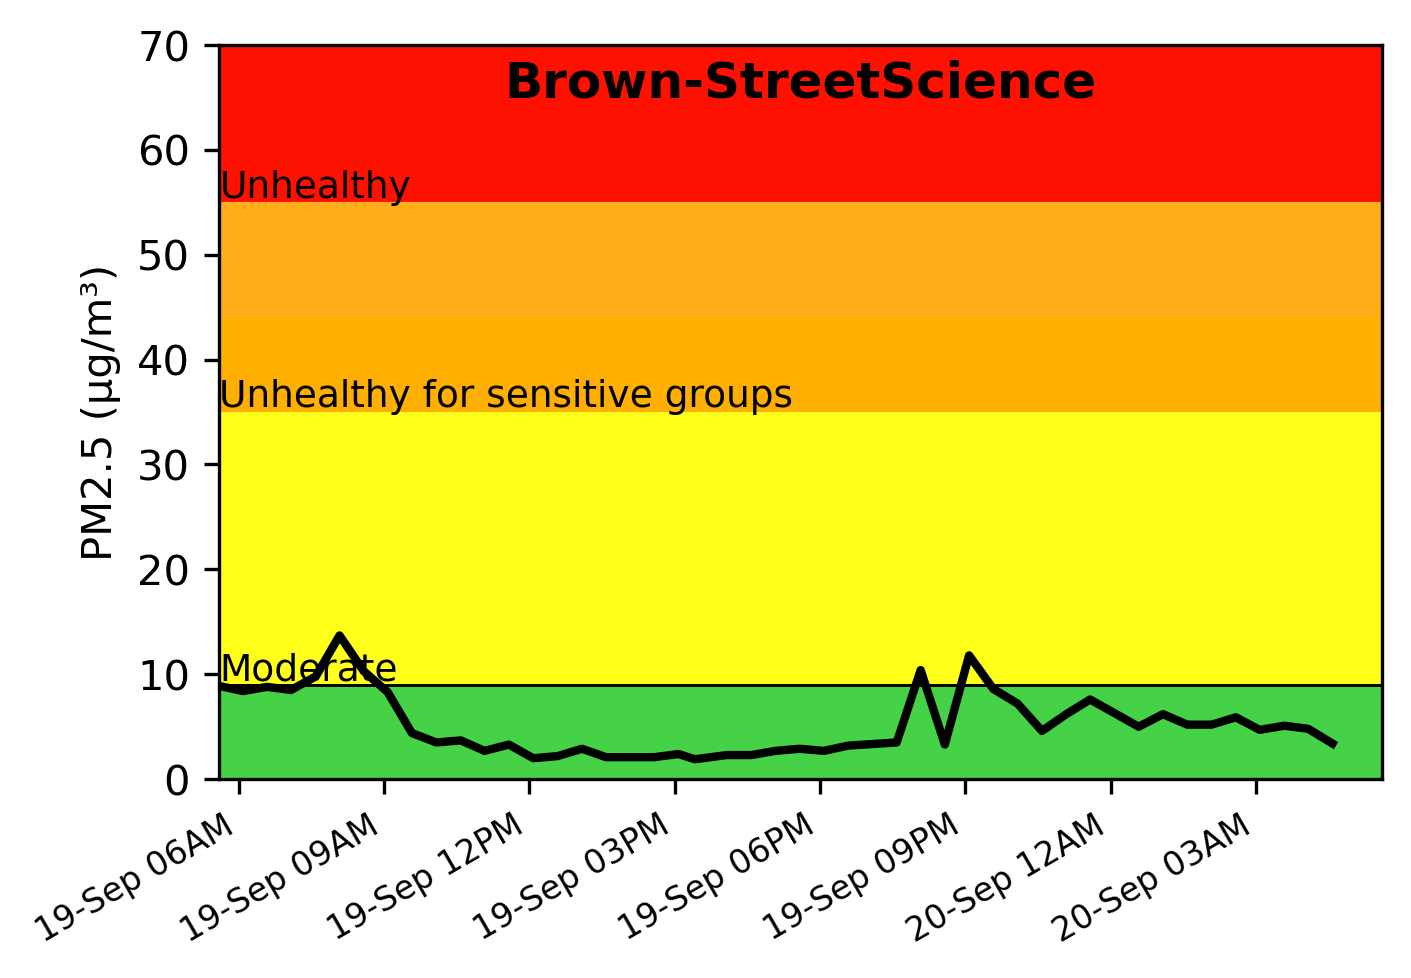 Brown-StreetScience
PM2.5 (µg/m³)
70
60
50
40
30
20
10
0
Unhealthy
Unhealthy for sensitive groups
Moderate
19-Sep 06AM
19-Sep 09AM
19-Sep 12PM
19-Sep 03PM
19-Sep 06PM
19-Sep 09PM
20-Sep 12AM
20-Sep 03AM